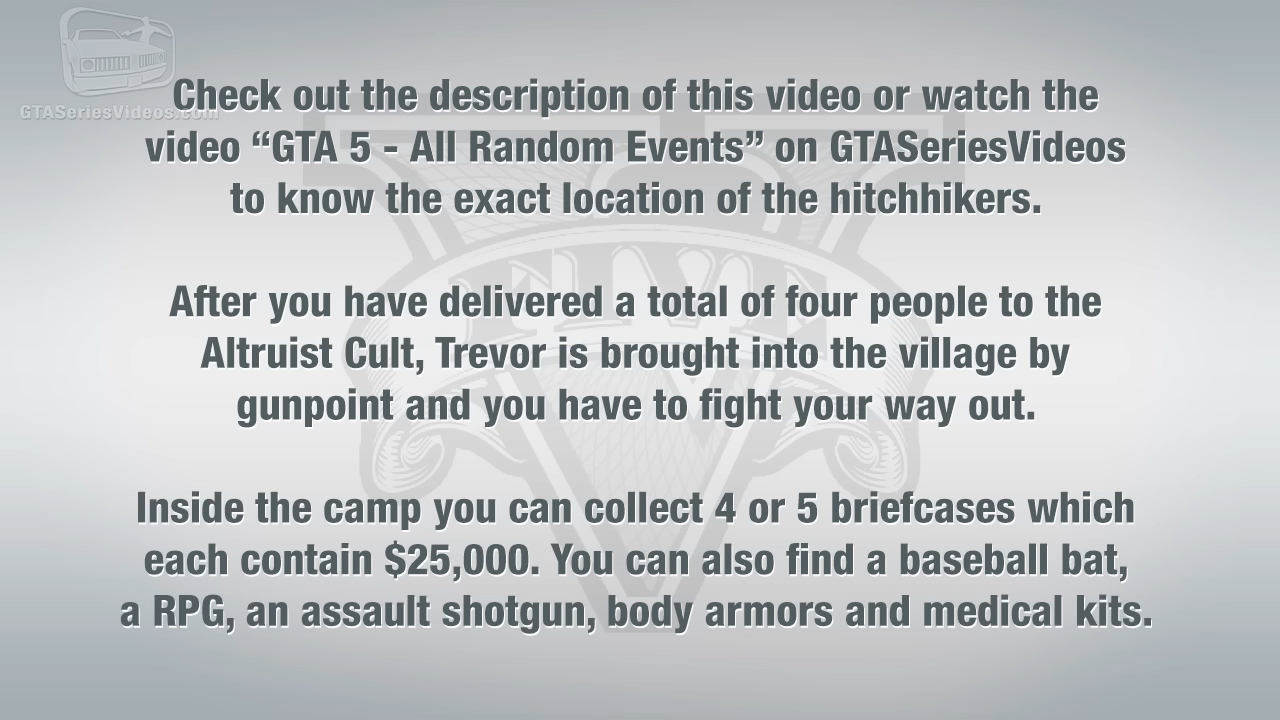 GTASeriesVideos.com
Check out the description of this video or watch the
video “GTA 5 - All Random Events” on GTASeriesVideos
to know the exact location of the hitchhikers.
After you have delivered a total of four people to the
Altruist Cult, Trevor is brought into the village by
gunpoint and you have to fight your way out.
Inside the camp you can collect 4 or 5 briefcases which
each contain $25,000. You can also find a baseball bat,
a RPG, an assault shotgun, body armors and medical kits.
V
FIVE